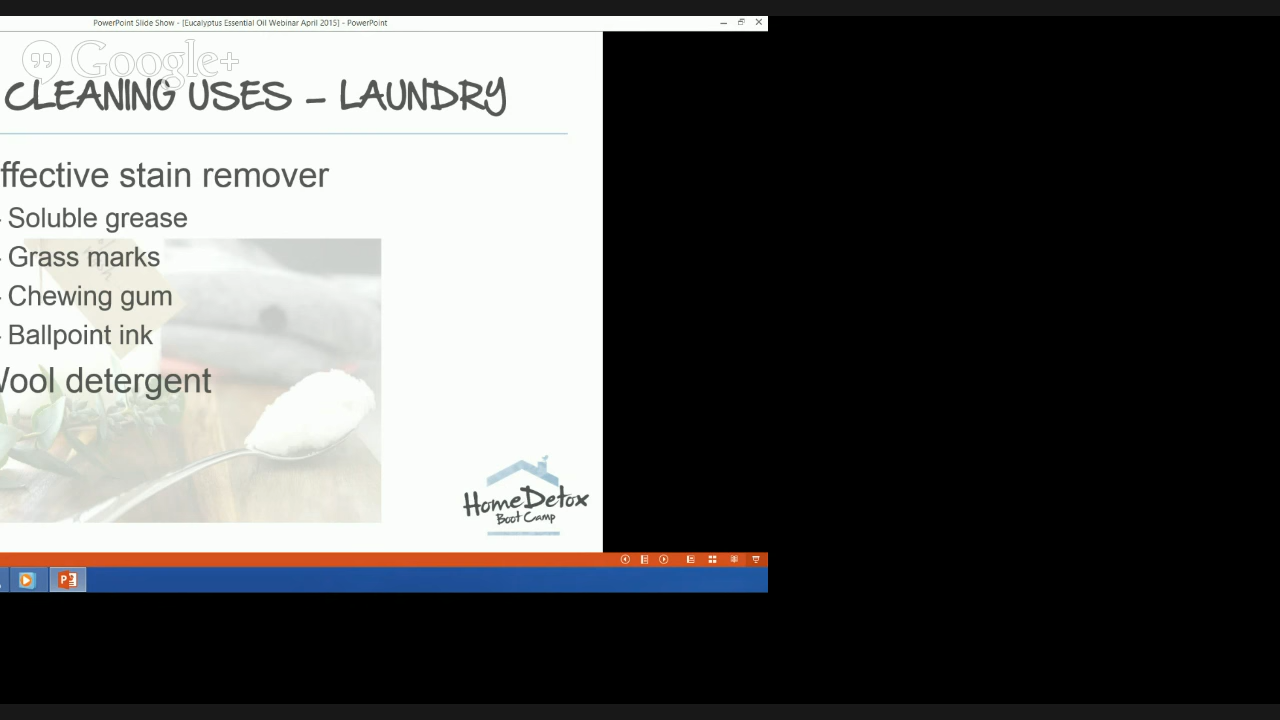 PowerPoint Slide Show - [Eucalyptus Essential Oil Webinar April 2015] - PowerPoint
Google+
CLEANING USES – LAUNDRY
ffective stain remover
- Soluble grease
- Grass marks
- Chewing gum
- Ballpoint ink
Wool detergent
HomeDetox
Boot Camp